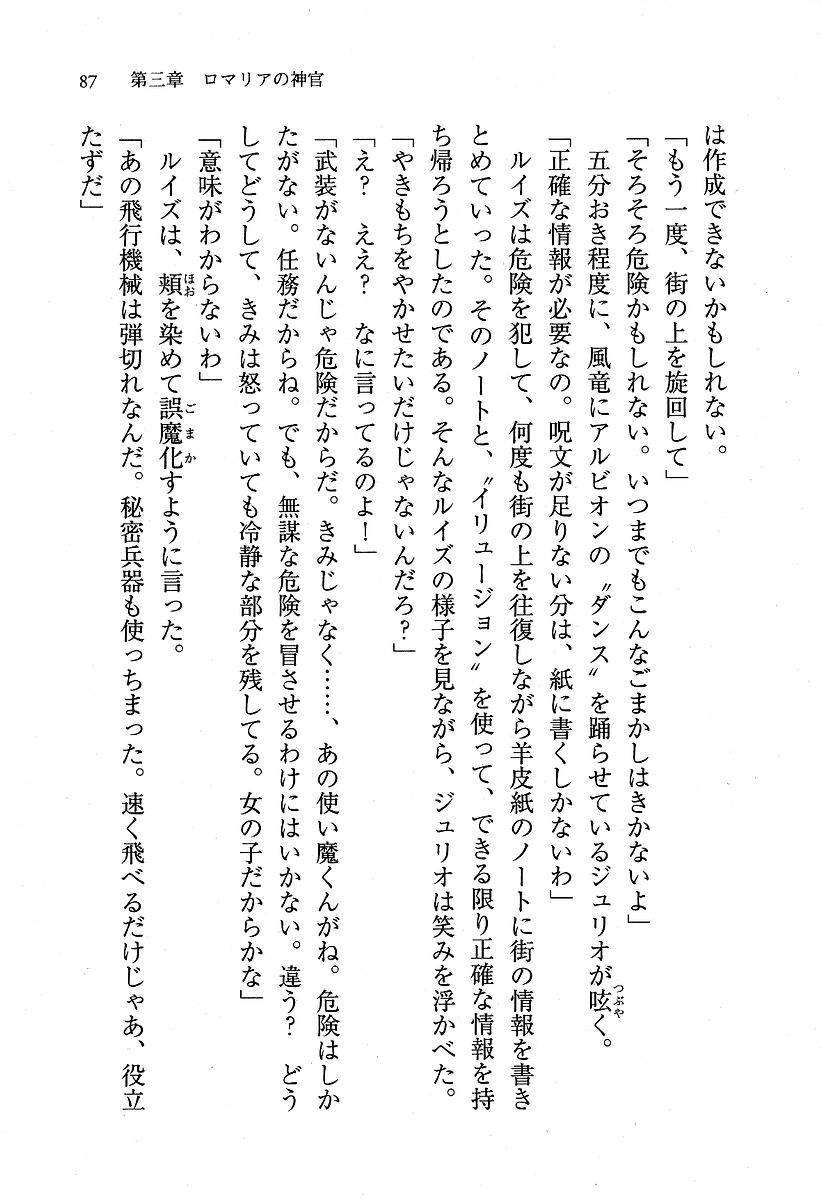 87　第三章　ロマリアの神官
は作成できないかもしれない。
「もう一度、街の上を旋回して」
「そろそろ危険かもしれない。いつまでもこんなごまかしはきかないよ」
　五分おき程度に、風竜にアルビオンの〝ダンス〟を踊らせているジュリオが呟く。
「正確な情報が必要なの。呪文が足りない分は、紙に書くしかないわ」
　ルイズは危険を犯して、何度も街の上を往復しながら羊皮紙のノートに街の情報を書き
とめていった。そのノートと、〝イリュージョン〟を使って、できる限り正確な情報を持
ち帰ろうとしたのである。そんなルイズの様子を見ながら、ジュリオは笑みを浮かべた。
「やきもちをやかせたいだけじゃないんだろ？」
「え？　ええ？　なに言ってるのよ！」
「武装がないんじゃ危険だからだ。きみじゃなく……、あの使い魔くんがね。危険はしか
たがない。任務だからね。でも、無謀な危険を冒させるわけにはいかない。違う？　どう
してどうして、きみは怒っていても冷静な部分を残してる。女の子だからかな」
「意味がわからないわ」
　ルイズは、頬を染めて誤魔化すように言った。
「あの飛行機械は弾切れなんだ。秘密兵器も使っちまった。速く飛べるだけじゃあ、役立
たずだ」